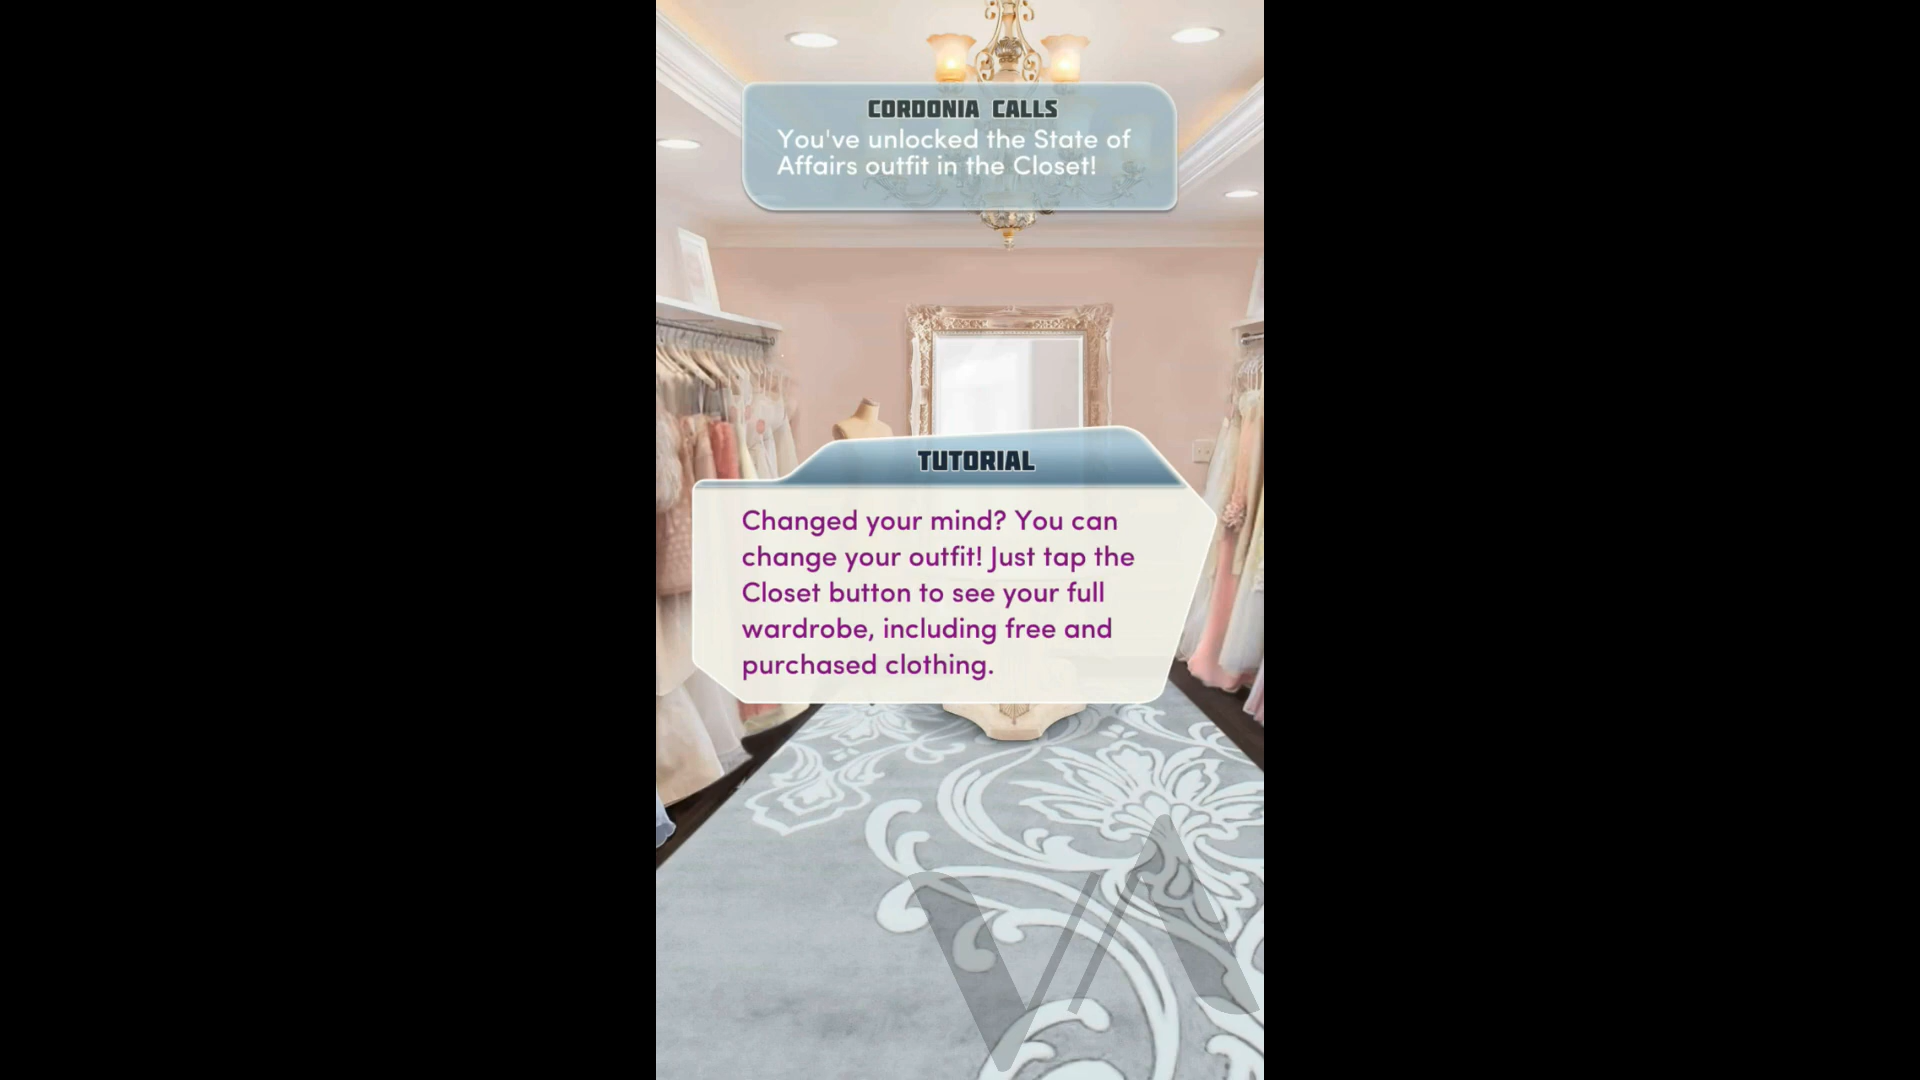 CORDONIA CALLS
You've unlocked the State of
Affairs outfit in the Closet!
TUTORIAL
Changed your mind? You can
change your outfit! Just tap the
Closet button to see your full
wardrobe, including free and
purchased clothing.
VA